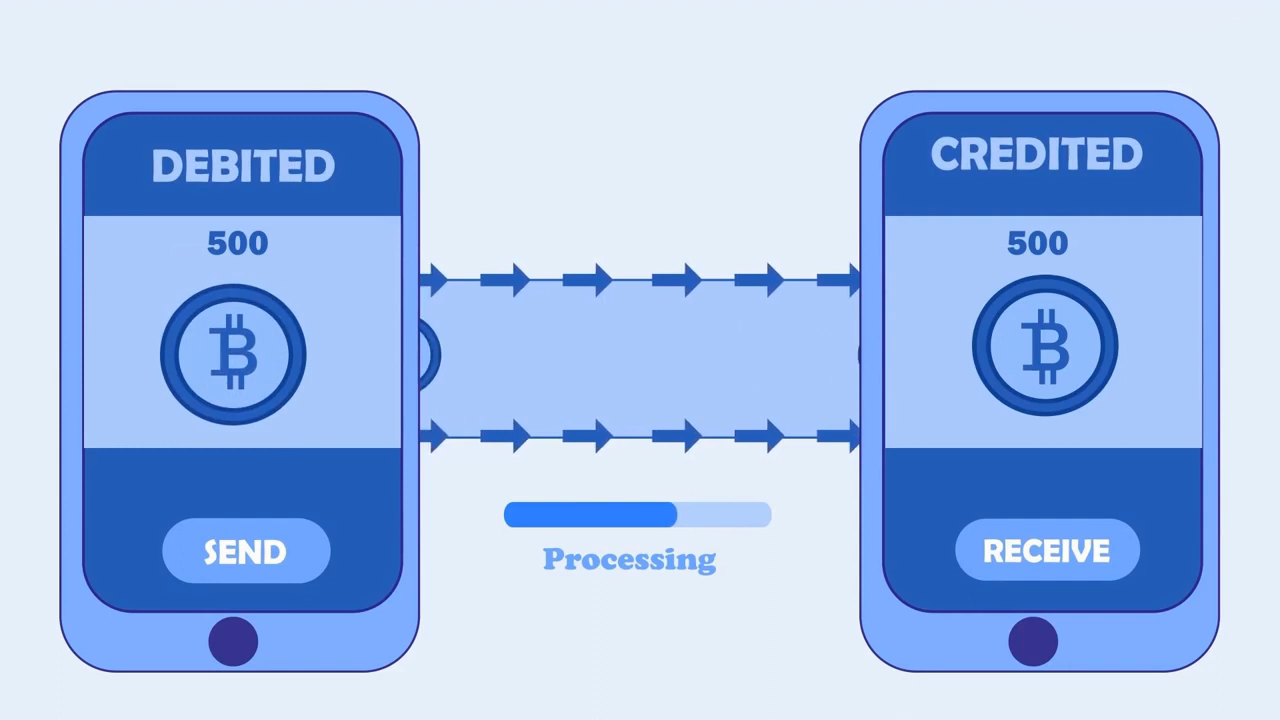 DEBITED
500
SEND
Processing
CREDITED
500
RECEIVE